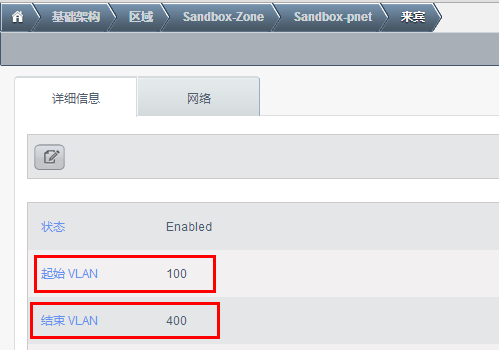 基础架构 区域 Sandbox-Zone Sandbox-pnet 来宾
详细信息 网络
状态 Enabled
起始 VLAN 100
结束 VLAN 400